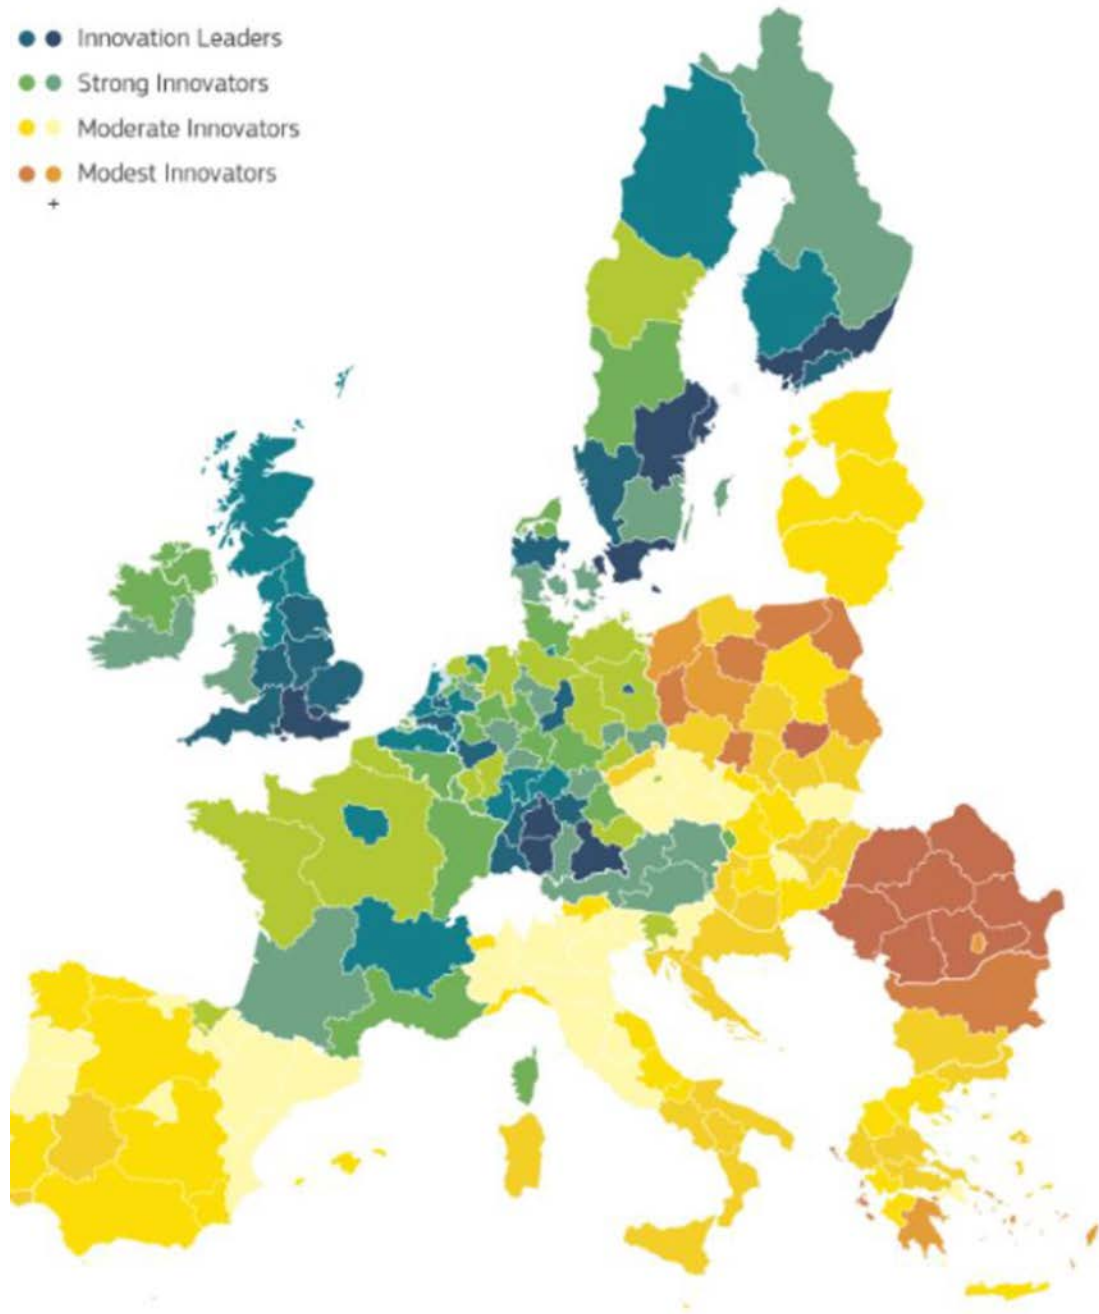 Innovation Leaders
Strong Innovators
Moderate Innovators
Modest Innovators
+